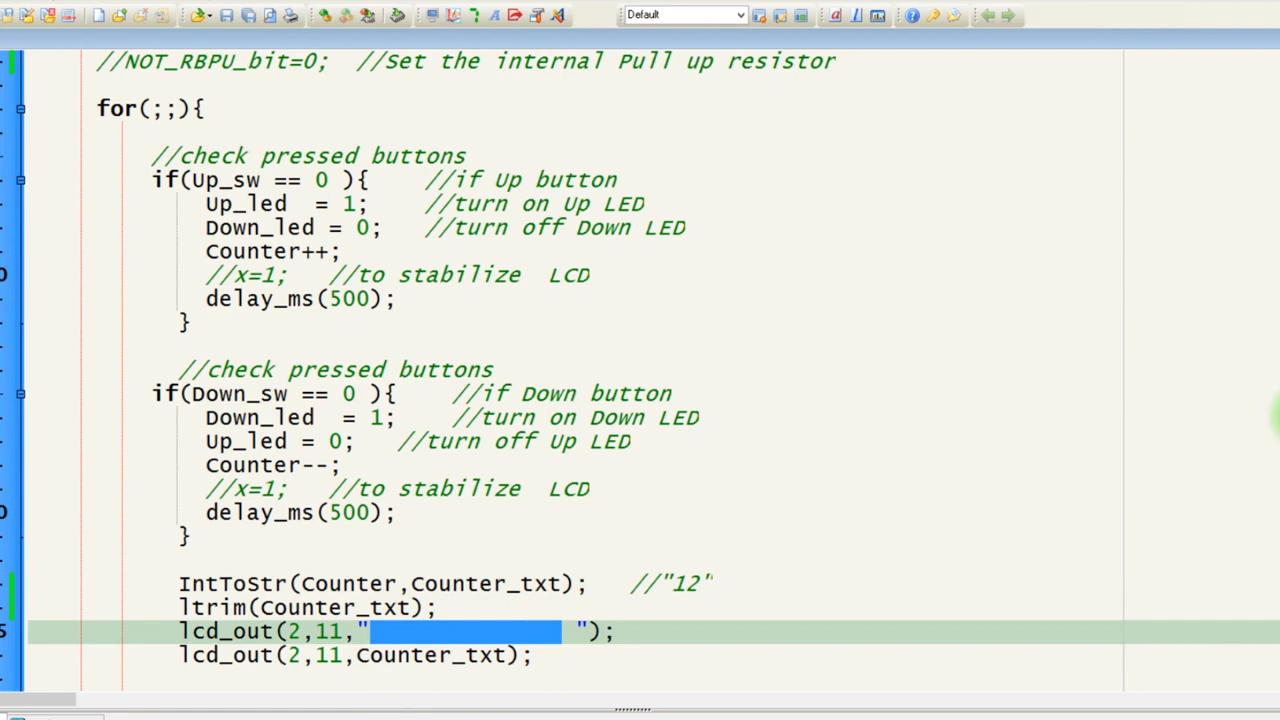 Default
//NOT_RBPU_bit=0;  //Set the internal Pull up resistor
for(;;){
//check pressed buttons
if(Up_sw == 0 ){    //if Up button
Up_led  = 1;    //turn on Up LED
Down_led = 0;   //turn off Down LED
Counter++;
//x=1;   //to stabilize  LCD
delay_ms(500);
}
//check pressed buttons
if(Down_sw == 0 ){    //if Down button
Down_led  = 1;    //turn on Down LED
Up_led = 0;   //turn off Up LED
Counter--;
//x=1;   //to stabilize  LCD
delay_ms(500);
}
IntToStr(Counter,Counter_txt);   //"12"
ltrim(Counter_txt);
lcd_out(2,11,"               ");
lcd_out(2,11,Counter_txt);